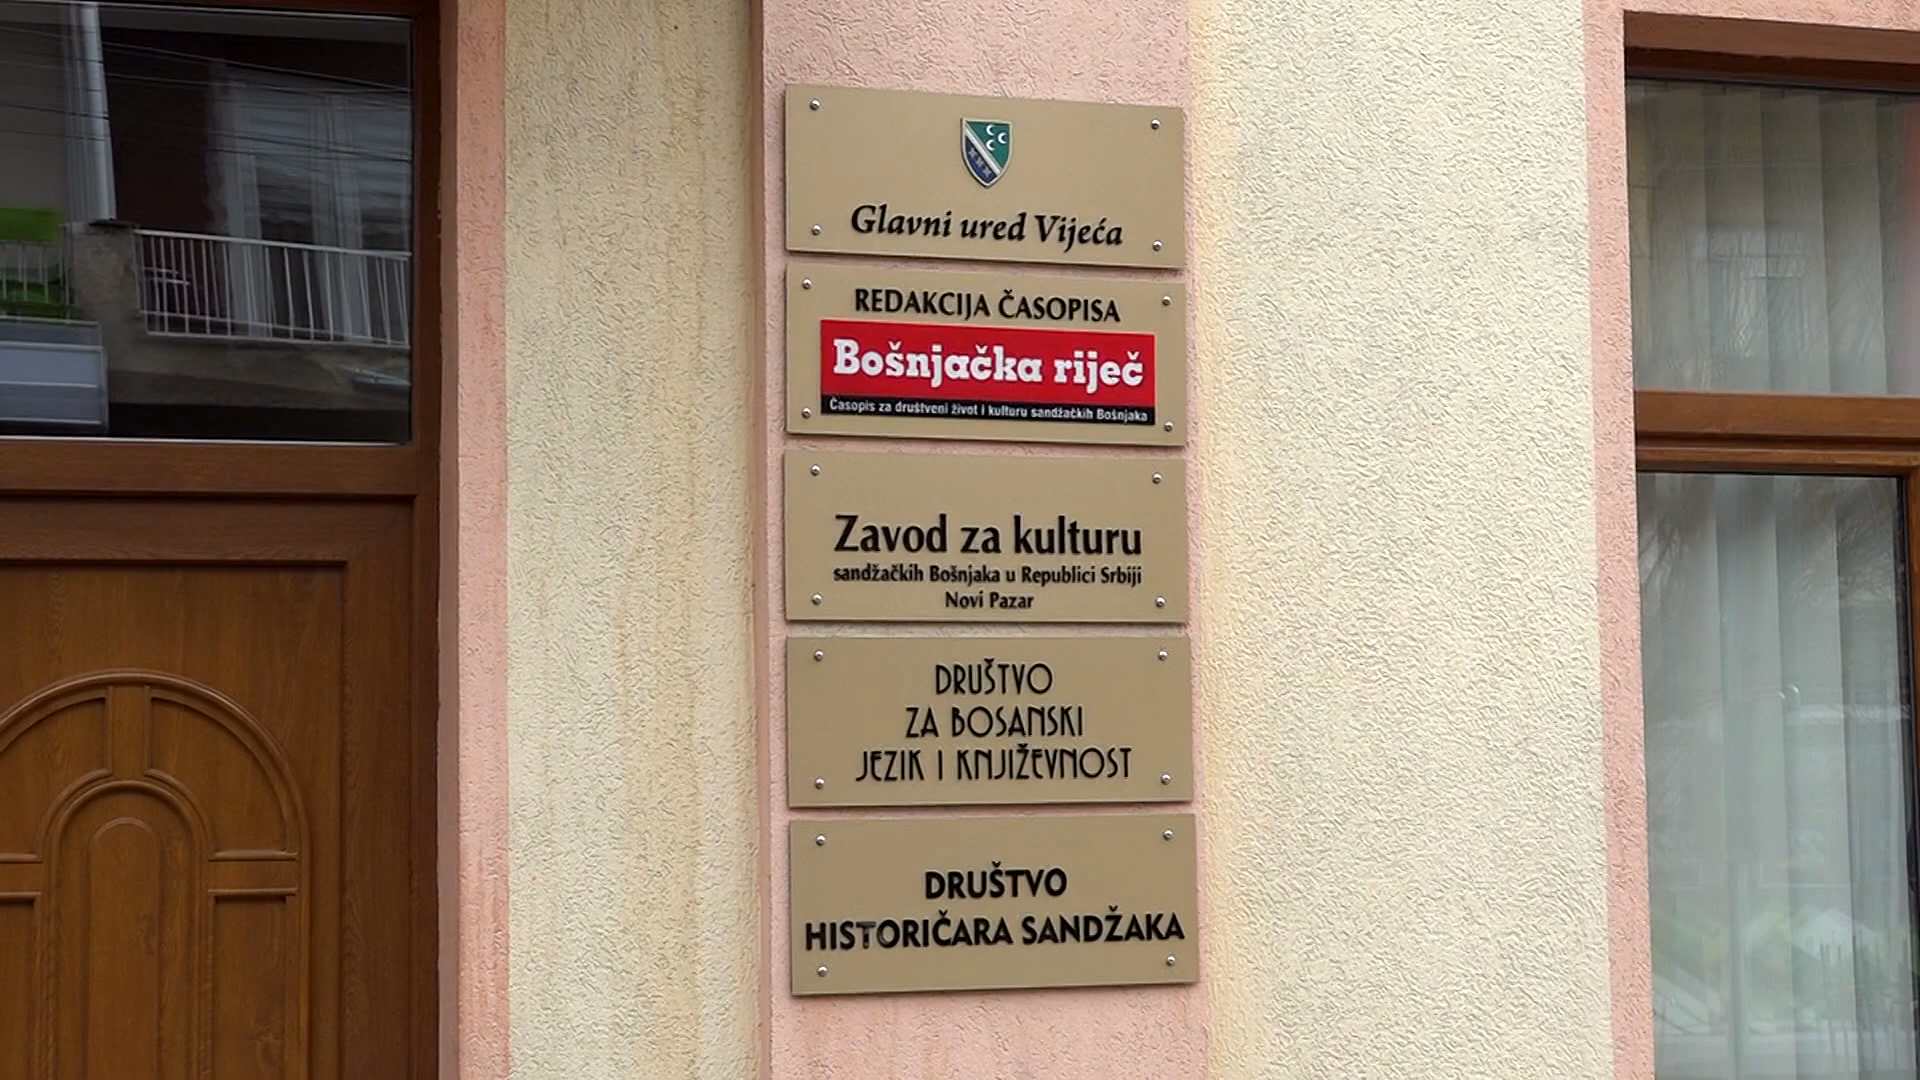 Glavni ured Vijeća
REDAKCIJA ČASOPISA
Bošnjačka riječ
Časopis za društveni život i kulturu sandžačkih Bošnjaka
Zavod za kulturu
sandžačkih Bošnjaka u Republici Srbiji
Novi Pazar
DRUŠTVO
ZA BOSANSKI
JEZIK I KNJIŽEVNOST
DRUŠTVO
HISTORIČARA SANDŽAKA